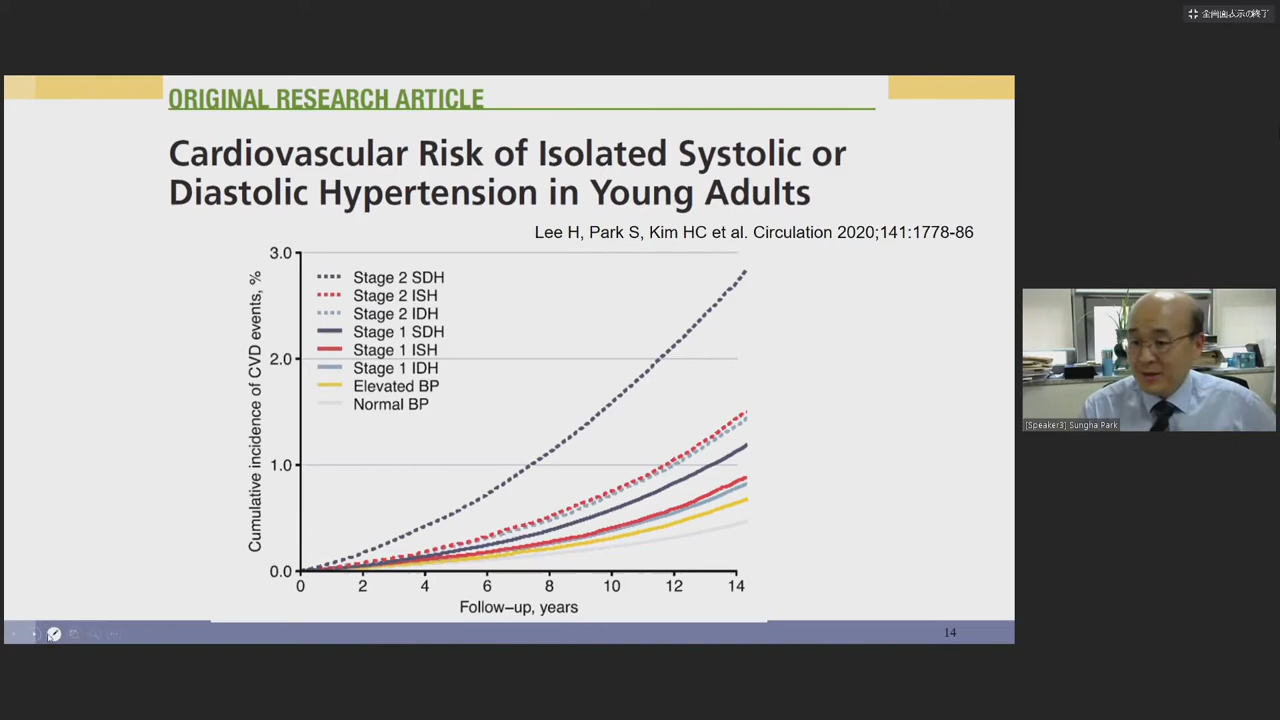 全画面表示の終了
ORIGINAL RESEARCH ARTICLE
Cardiovascular Risk of Isolated Systolic or
Diastolic Hypertension in Young Adults
Lee H, Park S, Kim HC et al. Circulation 2020;141:1778-86
Cumulative incidence of CVD events, %
3.0
2.0
1.0
0.0
Stage 2 SDH
Stage 2 ISH
Stage 2 IDH
Stage 1 SDH
Stage 1 ISH
Stage 1 IDH
Elevated BP
Normal BP
0 2 4 6 8 10 12 14
Follow-up, years
14
[Speaker3] Sungha Park